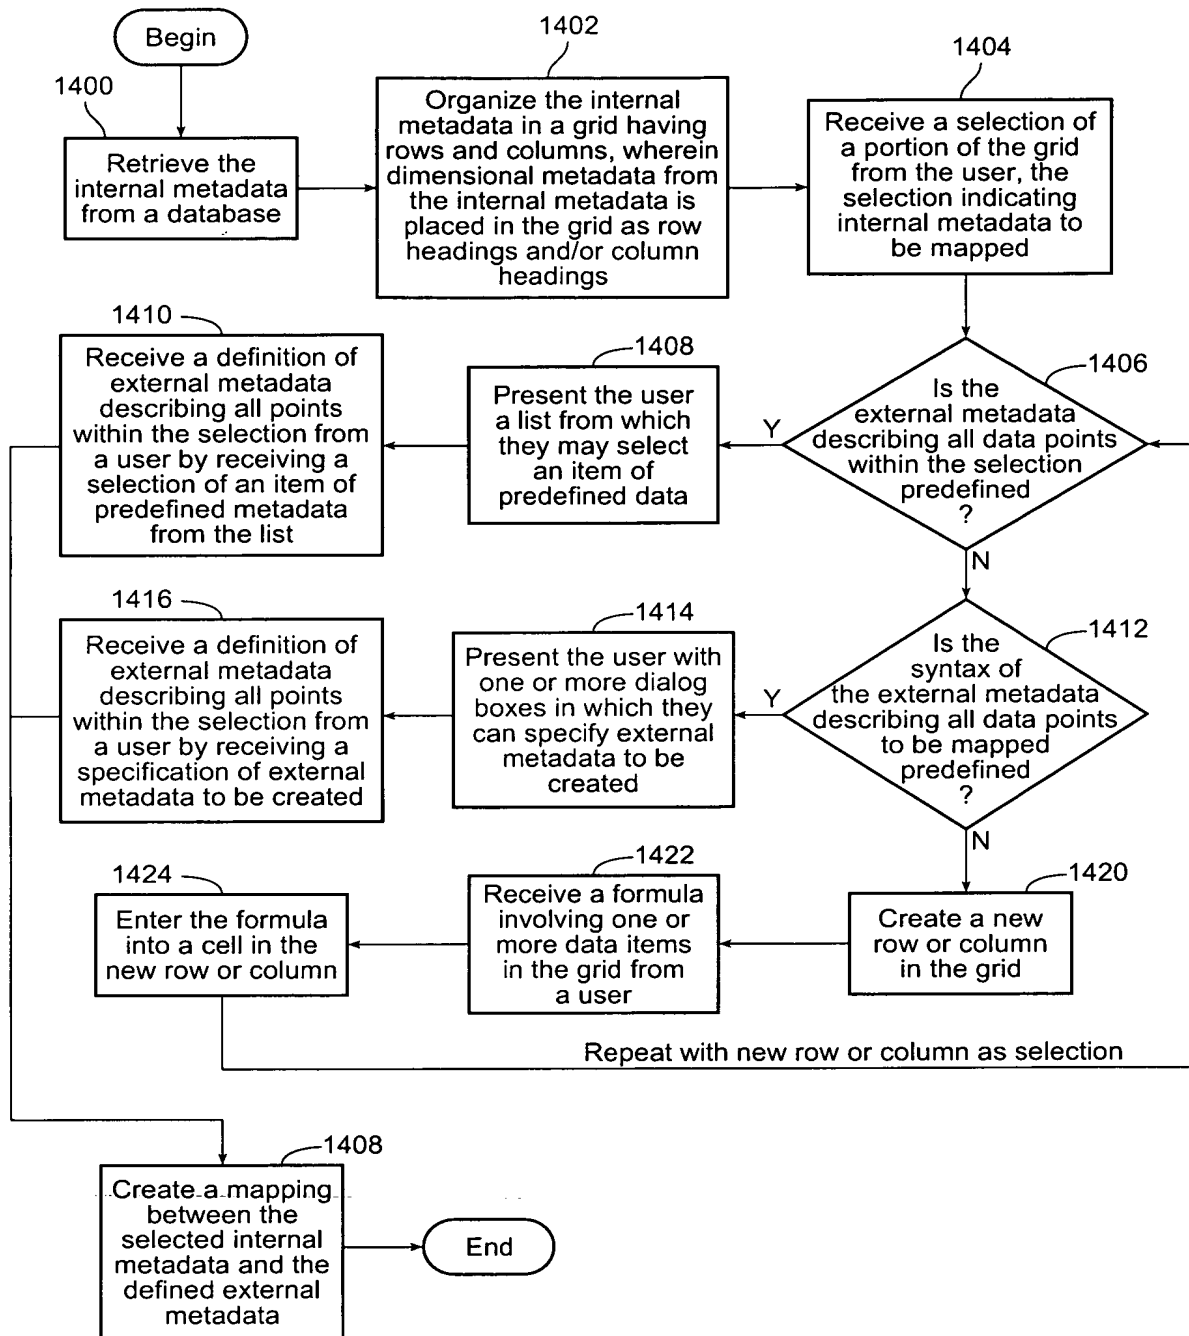 Begin
1400
Retrieve the
internal metadata
from a database
1402
Organize the internal
metadata in a grid having
rows and columns, wherein
dimensional metadata from
the internal metadata is
placed in the grid as row
headings and/or column
headings
1404
Receive a selection of
a portion of the grid
from the user, the
selection indicating
internal metadata to
be mapped
1406
Is the
external metadata
describing all data points
within the selection
predefined
?
Y
N
1408
Present the user
a list from which
they may select
an item of
predefined data
1410
Receive a definition of
external metadata
describing all points
within the selection from
a user by receiving a
selection of an item of
predefined metadata
from the list
1412
Is the
syntax of
the external metadata
describing all data points
to be mapped
predefined
?
Y
N
1414
Present the user with
one or more dialog
boxes in which they
can specify external
metadata to be
created
1416
Receive a definition of
external metadata
describing all points
within the selection from
a user by receiving a
specification of external
metadata to be created
1420
Create a new
row or column
in the grid
1422
Receive a formula
involving one or
more data items
in the grid from
a user
1424
Enter the formula
into a cell in the
new row or column
Repeat with new row or column as selection
1408
Create a mapping
between the
selected internal
metadata and the
defined external
metadata
End